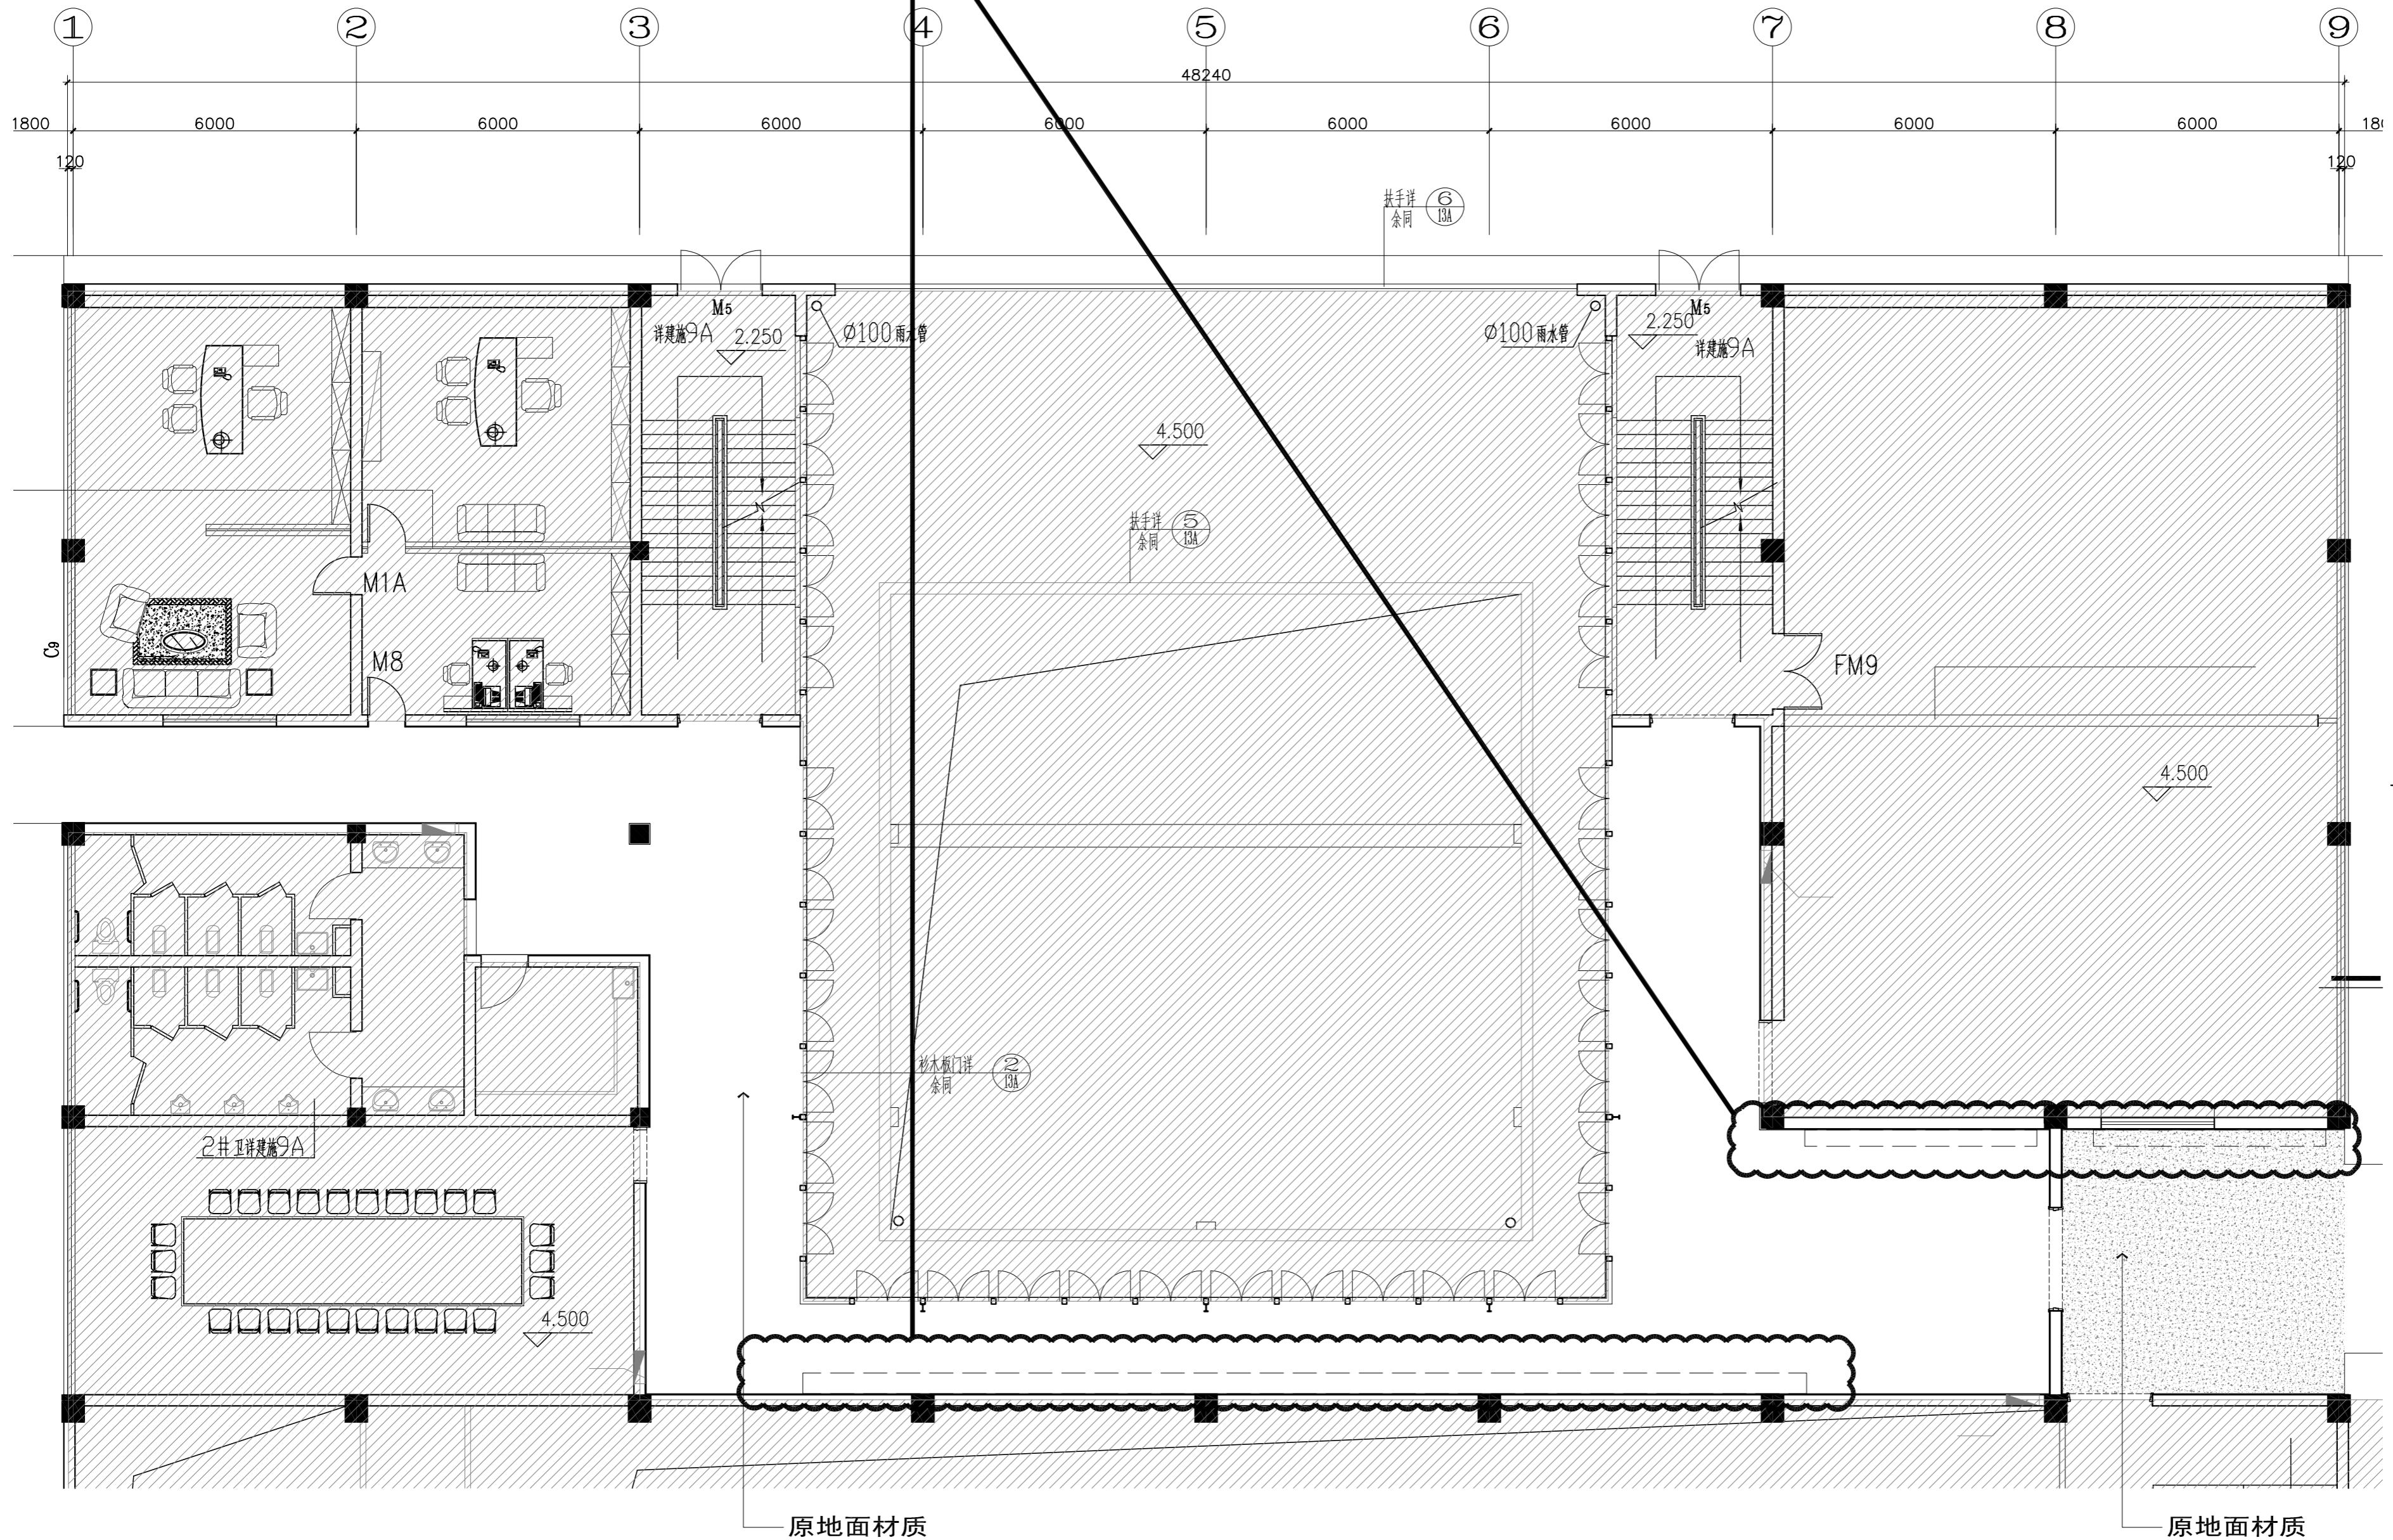 1 2 3 4 5 6 7 8 9
48240
1800 6000 6000 6000 6000 6000 6000 6000 6000
120 120
扶手详 6
余同 13A
M5 M5
详建施9A 2.250 Ø100雨水管 Ø100雨水管 2.250 详建施9A
4.500
扶手详 5
余同 13A
M1A
C9
M8
FM9
4.500
杉木板门详 2
余同 13A
2#卫详建施9A
4.500
原地面材质 原地面材质